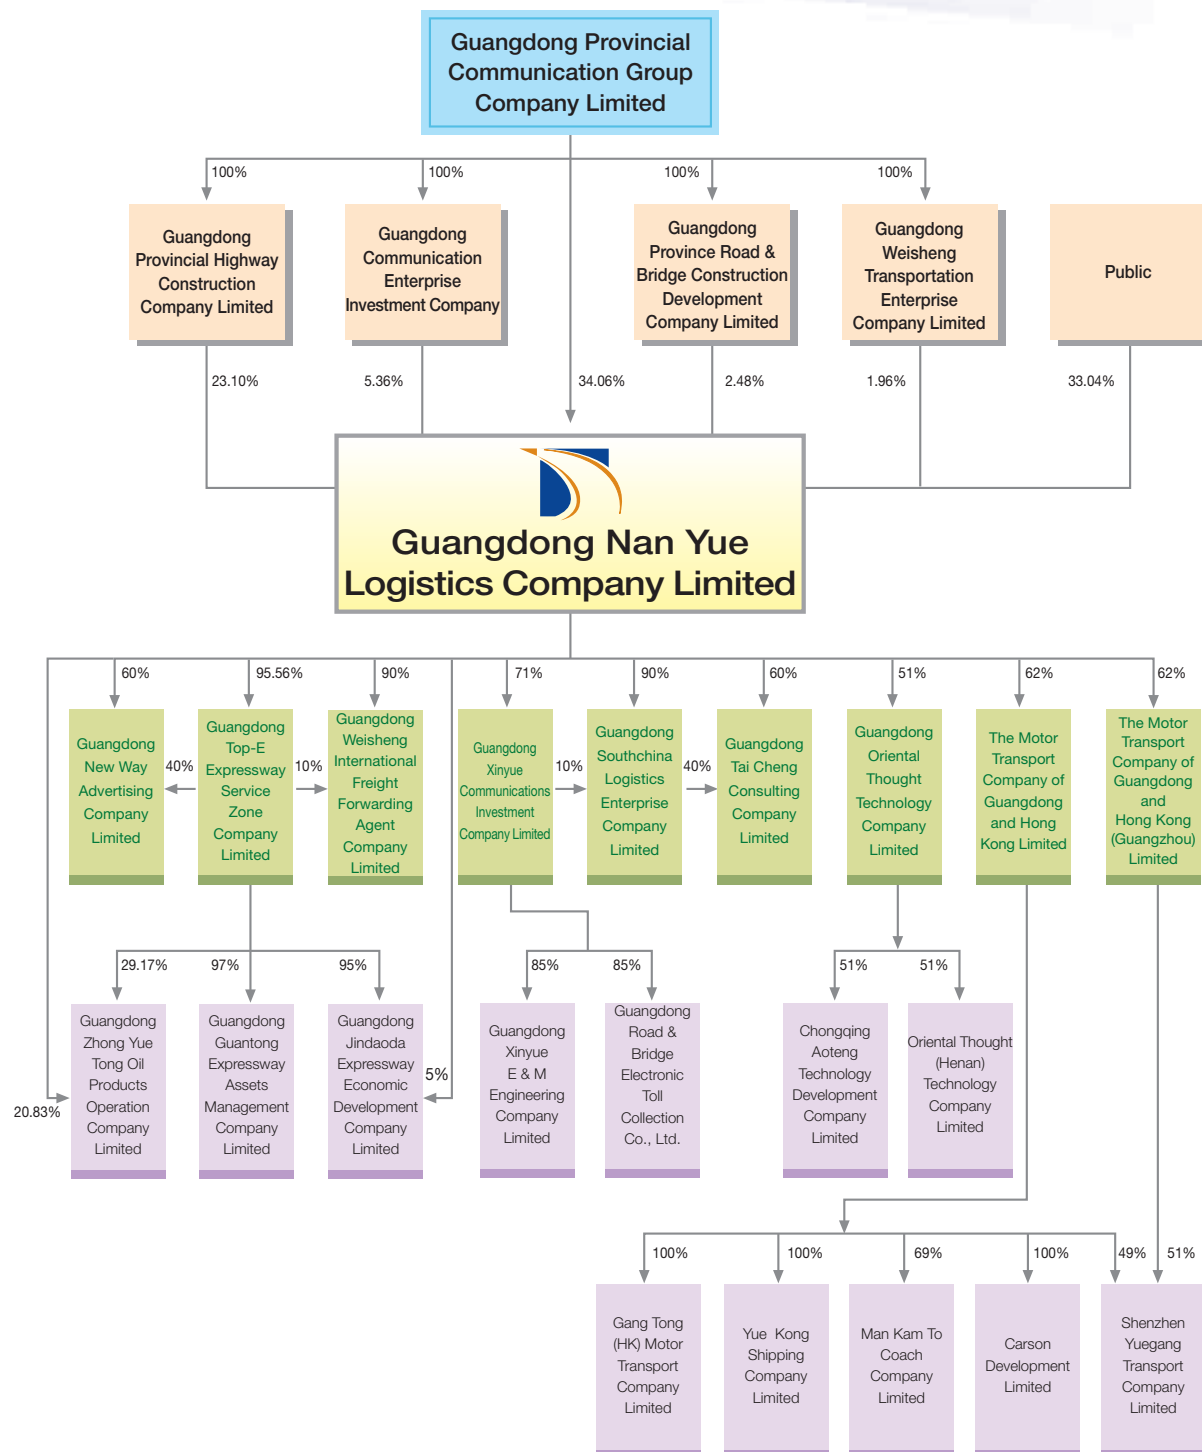 Guangdong Provincial
Communication Group
Company Limited
100%
100%
100%
100%
Guangdong
Provincial Highway
Construction
Company Limited
Guangdong
Communication
Enterprise
Investment Company
Guangdong
Province Road &
Bridge Construction
Development
Company Limited
Guangdong
Weisheng
Transportation
Enterprise
Company Limited
Public
23.10%
5.36%
34.06%
2.48%
1.96%
33.04%
Guangdong Nan Yue
Logistics Company Limited
60%
95.56%
90%
71%
90%
60%
51%
62%
62%
Guangdong
New Way
Advertising
Company
Limited
40%
Guangdong
Top-E
Expressway
Service
Zone
Company
Limited
10%
Guangdong
Weisheng
International
Freight
Forwarding
Agent
Company
Limited
Guangdong
Xinyue
Communications
Investment
Company Limited
10%
Guangdong
Southchina
Logistics
Enterprise
Company
Limited
40%
Guangdong
Tai Cheng
Consulting
Company
Limited
Guangdong
Oriental
Thought
Technology
Company
Limited
The Motor
Transport
Company of
Guangdong
and Hong
Kong Limited
The Motor
Transport
Company of
Guangdong
and
Hong Kong
(Guangzhou)
Limited
29.17%
97%
95%
85%
85%
51%
51%
20.83%
Guangdong
Zhong Yue
Tong Oil
Products
Operation
Company
Limited
Guangdong
Guantong
Expressway
Assets
Management
Company
Limited
Guangdong
Jindaoda
Expressway
Economic
Development
Company
Limited
5%
Guangdong
Xinyue
E & M
Engineering
Company
Limited
Guangdong
Road &
Bridge
Electronic
Toll
Collection
Co., Ltd.
Chongqing
Aoteng
Technology
Development
Company
Limited
Oriental Thought
(Henan)
Technology
Company
Limited
100%
100%
69%
100%
49%
51%
Gang Tong
(HK) Motor
Transport
Company
Limited
Yue Kong
Shipping
Company
Limited
Man Kam To
Coach
Company
Limited
Carson
Development
Limited
Shenzhen
Yuegang
Transport
Company
Limited